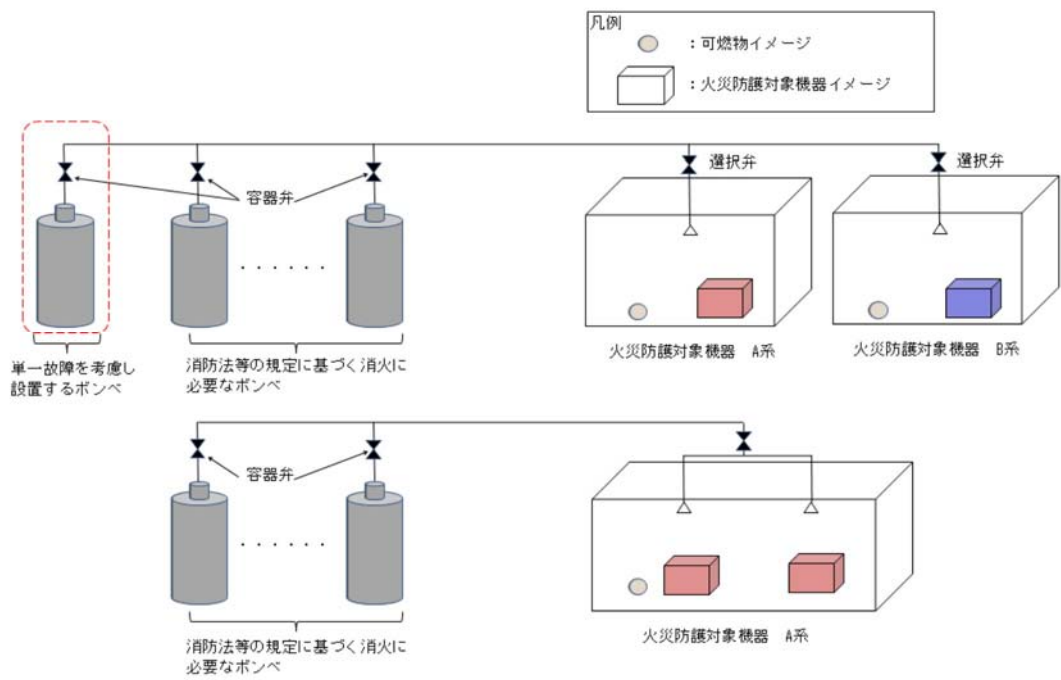 凡例
：可燃物イメージ
：火災防護対象機器イメージ
選択弁
選択弁
容器弁
・・・・・・
火災防護対象機器　A系
火災防護対象機器　B系
単一故障を考慮し
設置するボンベ
消防法等の規定に基づく消火に
必要なボンベ
容器弁
・・・・・・
火災防護対象機器　A系
消防法等の規定に基づく消火に
必要なボンベ